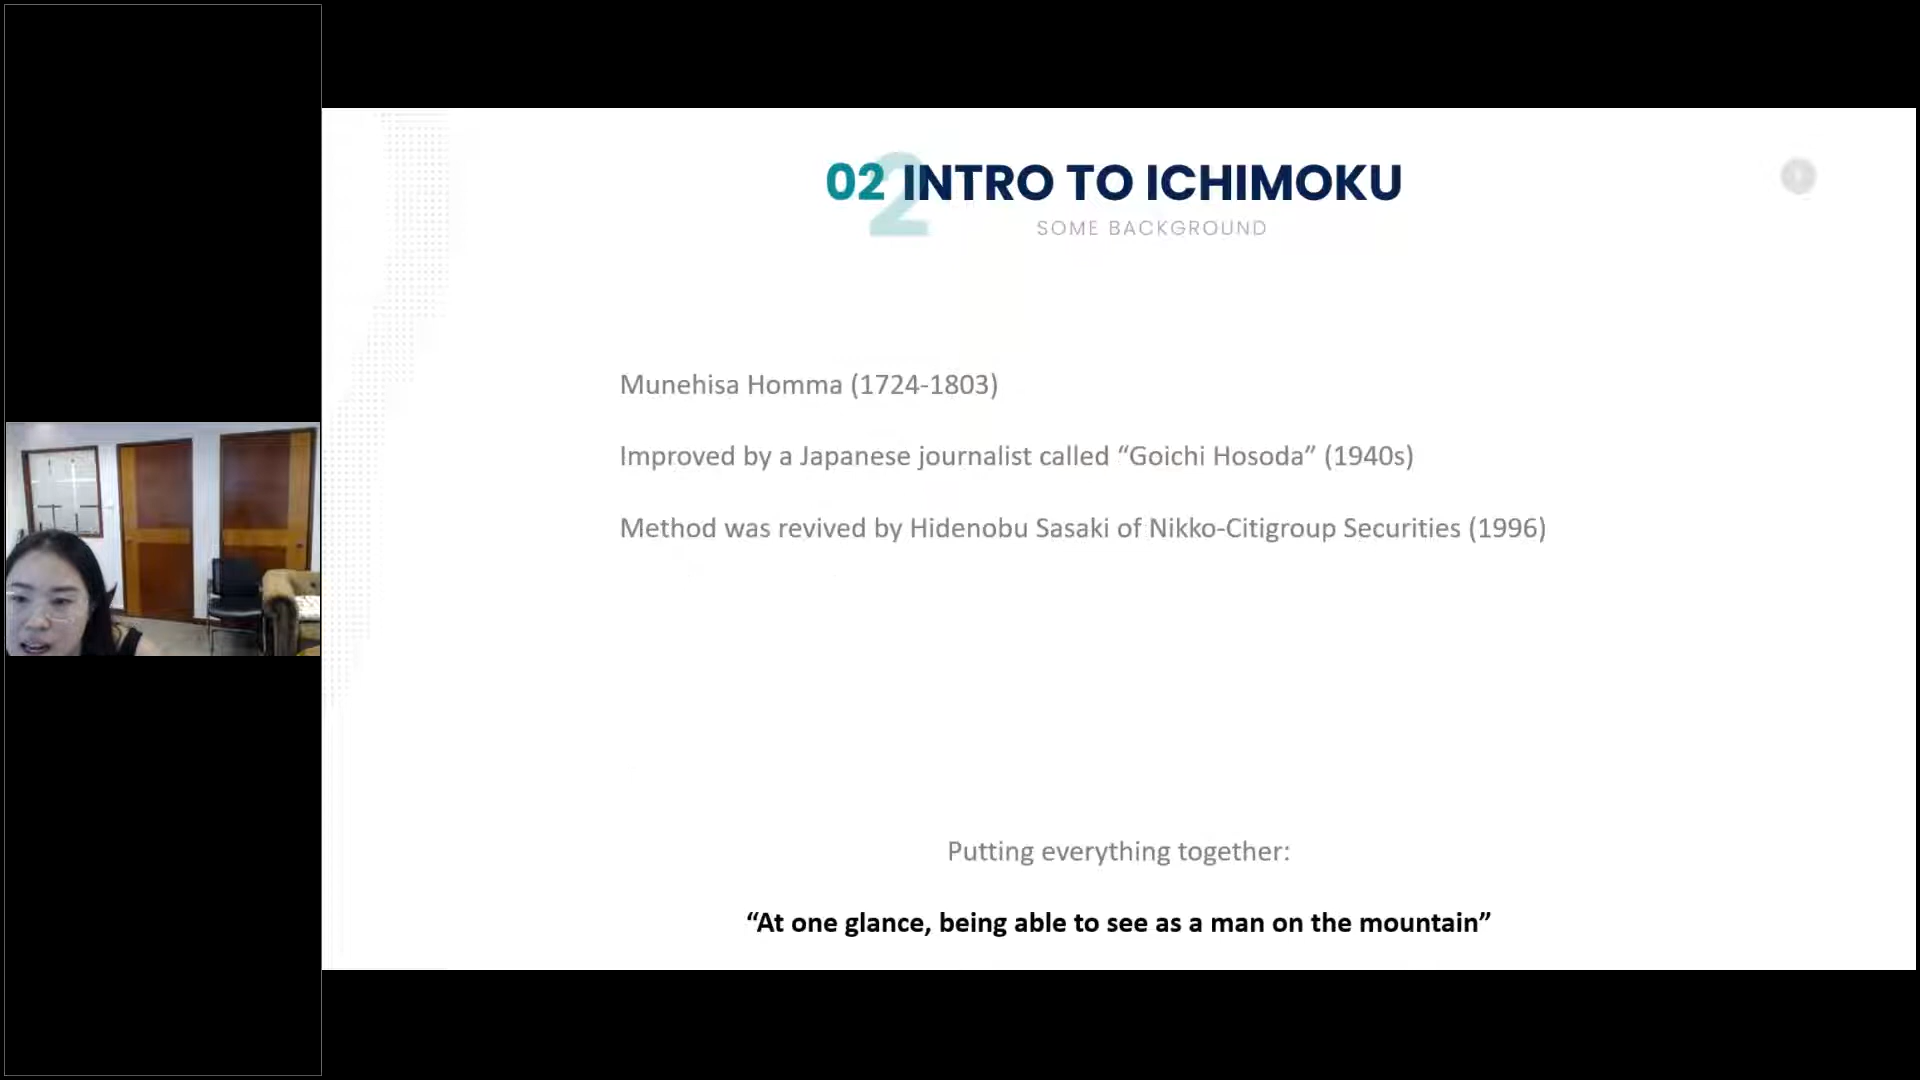 02 INTRO TO ICHIMOKU
2
SOME BACKGROUND
Munehisa Homma (1724-1803)
Improved by a Japanese journalist called “Goichi Hosoda” (1940s)
Method was revived by Hidenobu Sasaki of Nikko-Citigroup Securities (1996)
Putting everything together:
“At one glance, being able to see as a man on the mountain”